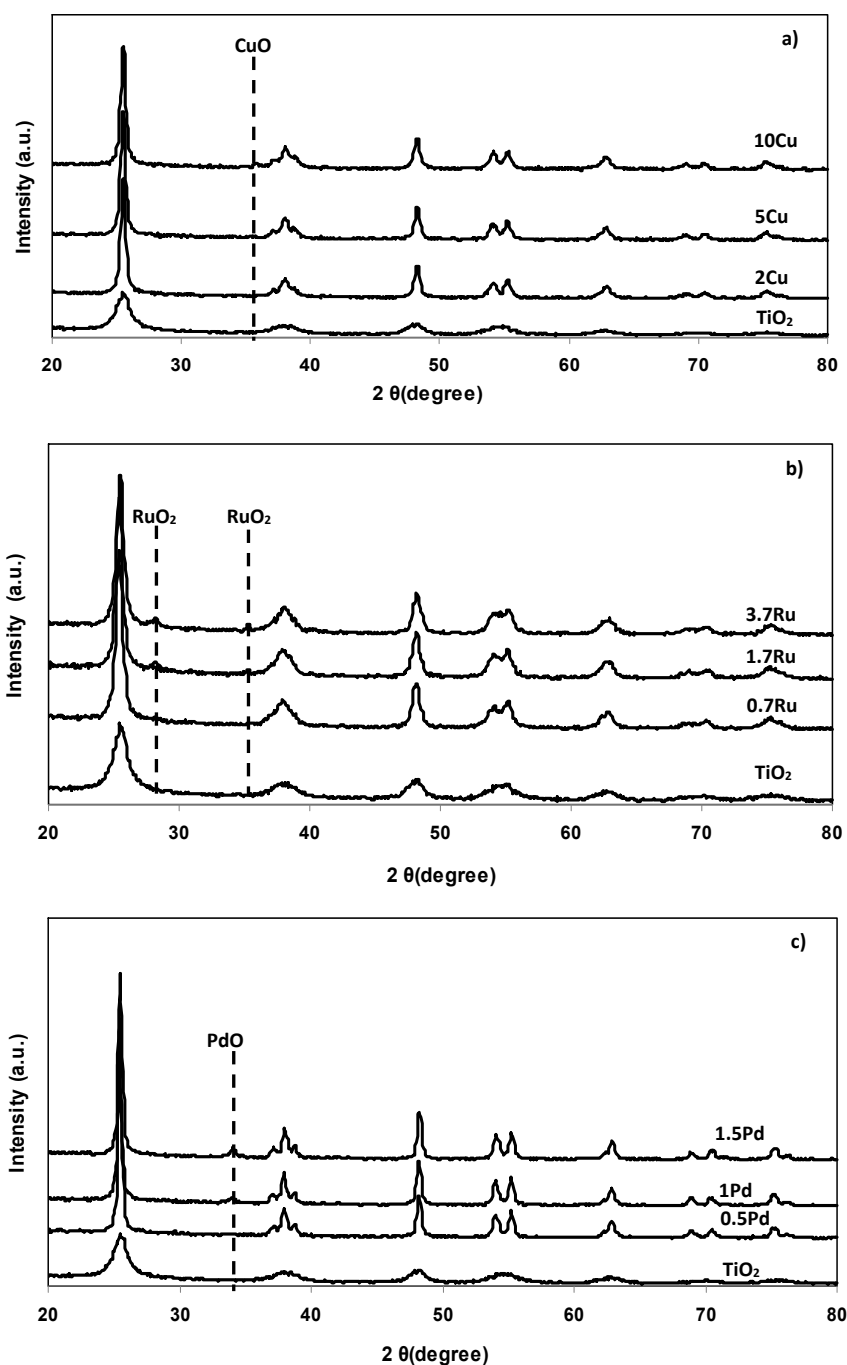 a)
CuO
10Cu
5Cu
2Cu
TiO₂
Intensity (a.u.)
20 30 40 50 60 70 80
2 θ(degree)
b)
RuO₂ RuO₂
3.7Ru
1.7Ru
0.7Ru
TiO₂
Intensity (a.u.)
20 30 40 50 60 70 80
2 θ(degree)
c)
PdO
1.5Pd
1Pd
0.5Pd
TiO₂
Intensity (a.u.)
20 30 40 50 60 70 80
2 θ(degree)